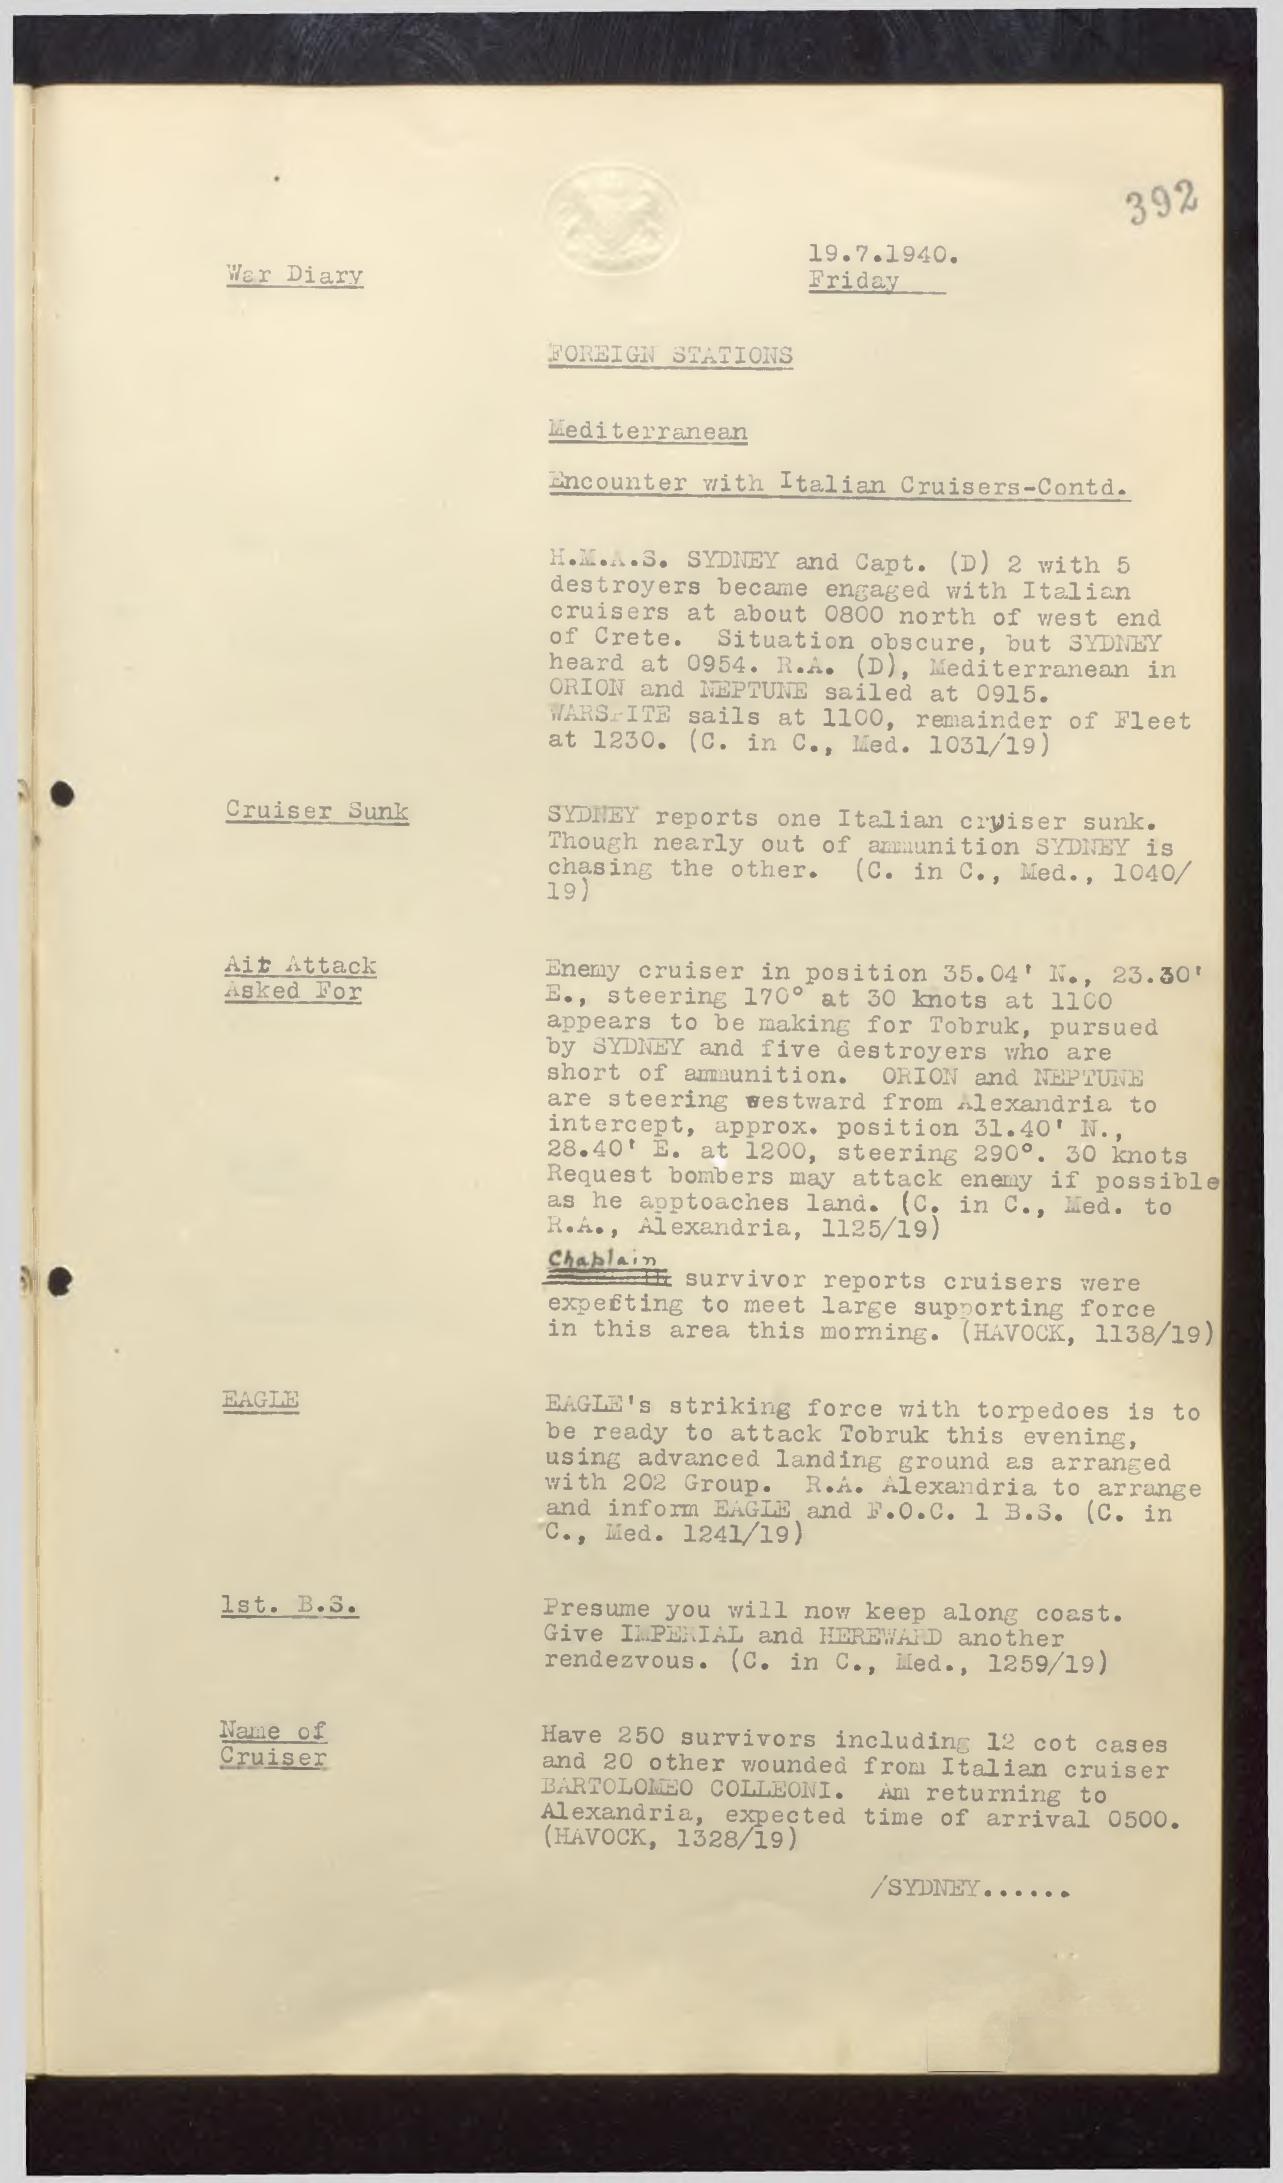 392
War Diary
19.7.1940.
Friday
FOREIGN STATIONS
Mediterranean
Encounter with Italian Cruisers-Contd.
H.M.A.S. SYDNEY and Capt. (D) 2 with 5
destroyers became engaged with Italian
cruisers at about 0800 north of west end
of Crete. Situation obscure, but SYDNEY
heard at 0954. R.A. (D), Mediterranean in
ORION and NEPTUNE sailed at 0915.
WARSPITE sails at 1100, remainder of Fleet
at 1230. (C. in C., Med. 1031/19)
Cruiser Sunk
SYDNEY reports one Italian cryiser sunk.
Though nearly out of ammunition SYDNEY is
chasing the other. (C. in C., Med., 1040/
19)
Air Attack
Asked For
Enemy cruiser in position 35.04' N., 23.30'
E., steering 170° at 30 knots at 1100
appears to be making for Tobruk, pursued
by SYDNEY and five destroyers who are
short of ammunition. ORION and NEPTUNE
are steering westward from Alexandria to
intercept, approx. position 31.40' N.,
28.40' E. at 1200, steering 290°. 30 knots
Request bombers may attack enemy if possible
as he apptoaches land. (C. in C., Med. to
R.A., Alexandria, 1125/19)
Chaplain
survivor reports cruisers were
expecting to meet large supporting force
in this area this morning. (HAVOCK, 1138/19)
EAGLE
EAGLE's striking force with torpedoes is to
be ready to attack Tobruk this evening,
using advanced landing ground as arranged
with 202 Group. R.A. Alexandria to arrange
and inform EAGLE and F.O.C. 1 B.S. (C. in
C., Med. 1241/19)
1st. B.S.
Presume you will now keep along coast.
Give IMPERIAL and HEREWARD another
rendezvous. (C. in C., Med., 1259/19)
Name of
Cruiser
Have 250 survivors including 12 cot cases
and 20 other wounded from Italian cruiser
BARTOLOMEO COLLEONI. Am returning to
Alexandria, expected time of arrival 0500.
(HAVOCK, 1328/19)
/SYDNEY......